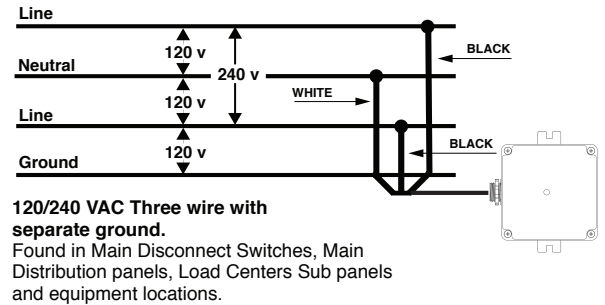 Line
120 v
BLACK
Neutral
240 v
120 v
WHITE
Line
BLACK
120 v
Ground
120/240 VAC Three wire with
separate ground.
Found in Main Disconnect Switches, Main
Distribution panels, Load Centers Sub panels
and equipment locations.